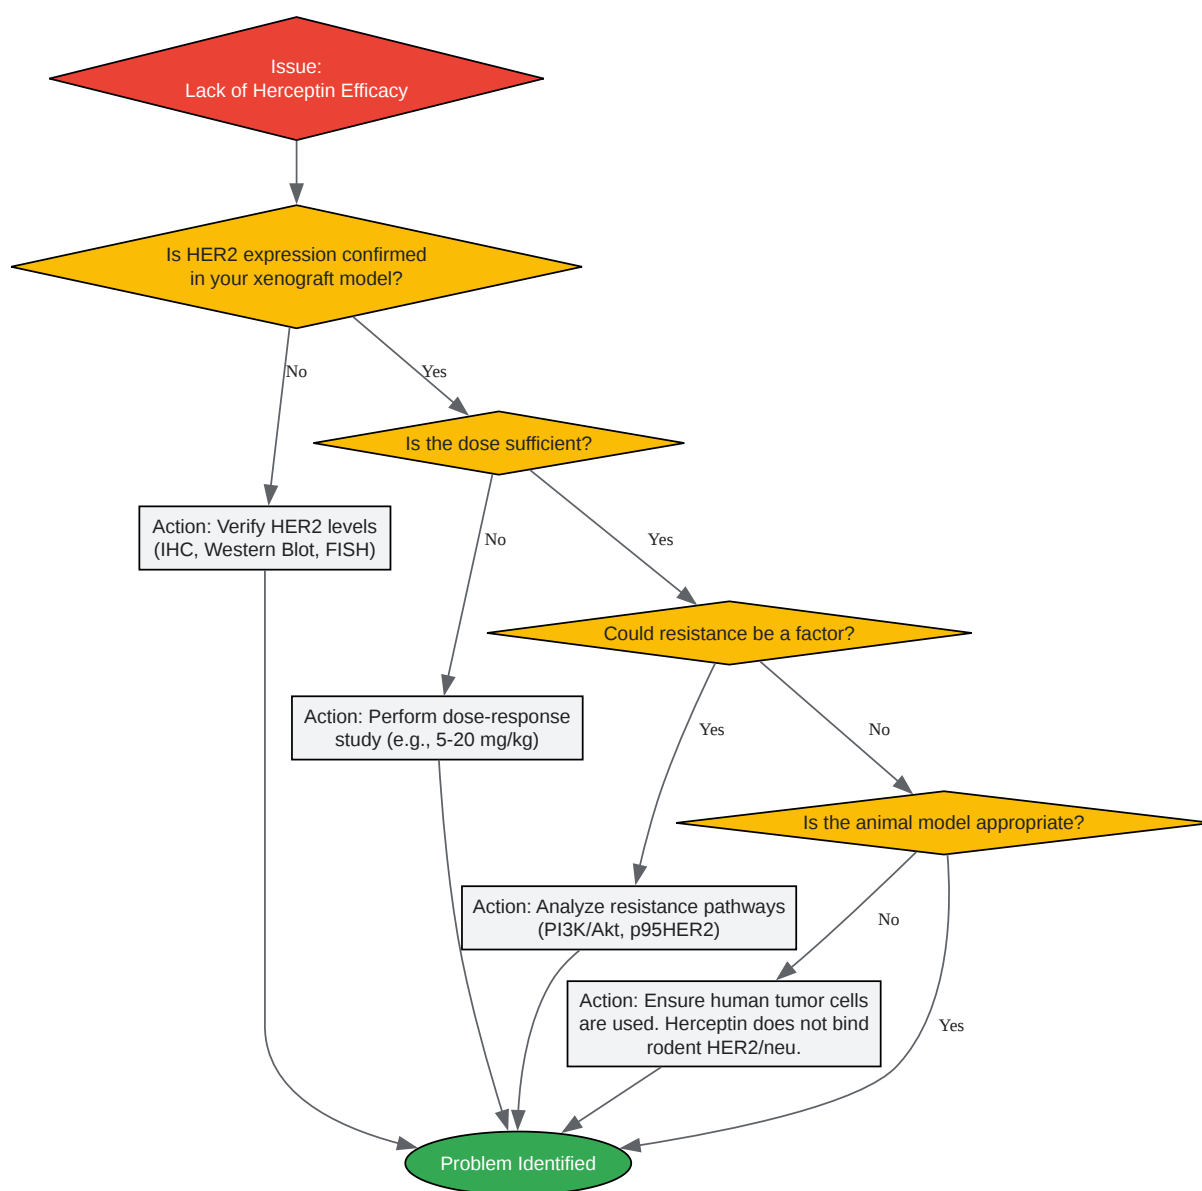 Issue:
Lack of Herceptin Efficacy
Is HER2 expression confirmed
in your xenograft model?
No
Yes
Is the dose sufficient?
Action: Verify HER2 levels
(IHC, Western Blot, FISH)
No
Yes
Could resistance be a factor?
Action: Perform dose-response
study (e.g., 5-20 mg/kg)
Yes
No
Is the animal model appropriate?
Action: Analyze resistance pathways
(PI3K/Akt, p95HER2)
No
Action: Ensure human tumor cells
are used. Herceptin does not bind
rodent HER2/neu.
Yes
Problem Identified